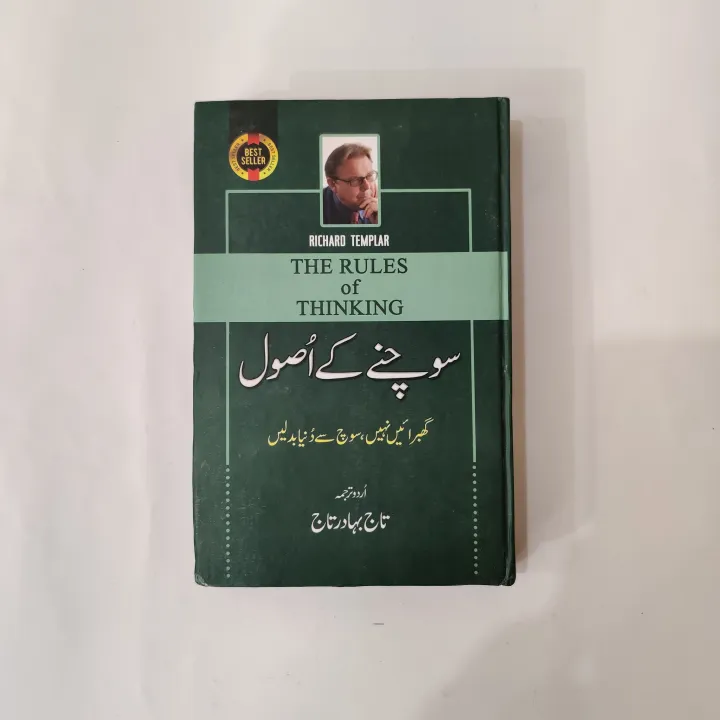 BEST
SELLER
RICHARD TEMPLAR
THE RULES
of
THINKING
سوچنے کے اُصول
گھبرائیں نہیں، سوچ سے دُنیا بدلیں
اُردو ترجمہ
تاج بہادر تاج